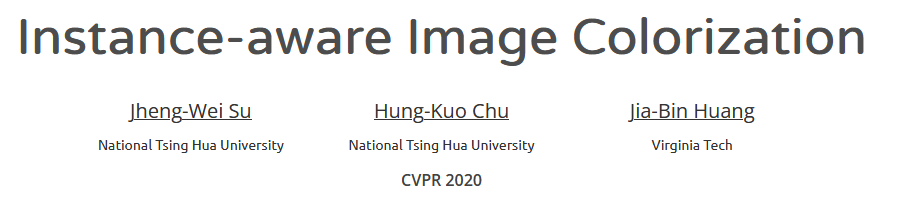 Instance-aware Image Colorization
Jheng-Wei Su Hung-Kuo Chu Jia-Bin Huang
National Tsing Hua University National Tsing Hua University Virginia Tech
CVPR 2020